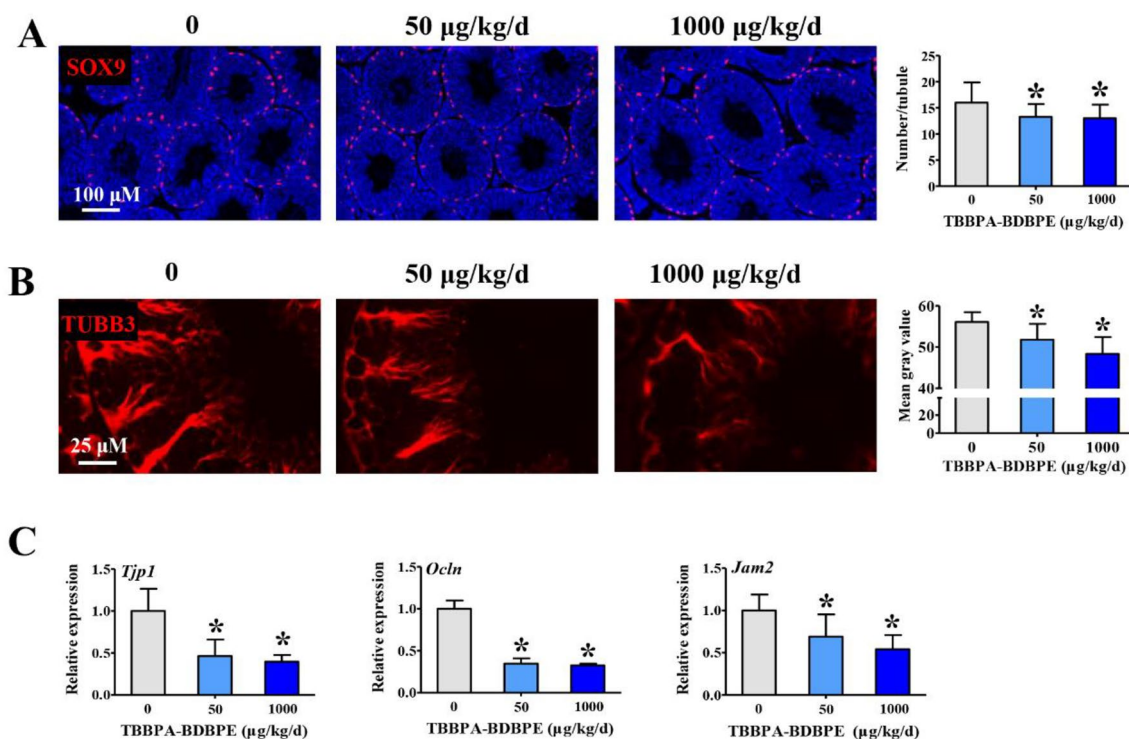 A
0
50 μg/kg/d
1000 μg/kg/d
SOX9
100 μM
Number/tubule
25
20
15
10
5
0
*
*
0
50
1000
TBBPA-BDBPE (μg/kg/d)
B
0
50 μg/kg/d
1000 μg/kg/d
TUBB3
25 μM
Mean gray value
60
50
40
40
20
0
*
*
0
50
1000
TBBPA-BDBPE (μg/kg/d)
C
Relative expression
1.5
1.0
0.5
0.0
Tjp1
*
*
0
50
1000
TBBPA-BDBPE (μg/kg/d)
Relative expression
1.5
1.0
0.5
0.0
Ocln
*
*
0
50
1000
TBBPA-BDBPE (μg/kg/d)
Relative expression
1.5
1.0
0.5
0.0
Jam2
*
*
0
50
1000
TBBPA-BDBPE (μg/kg/d)